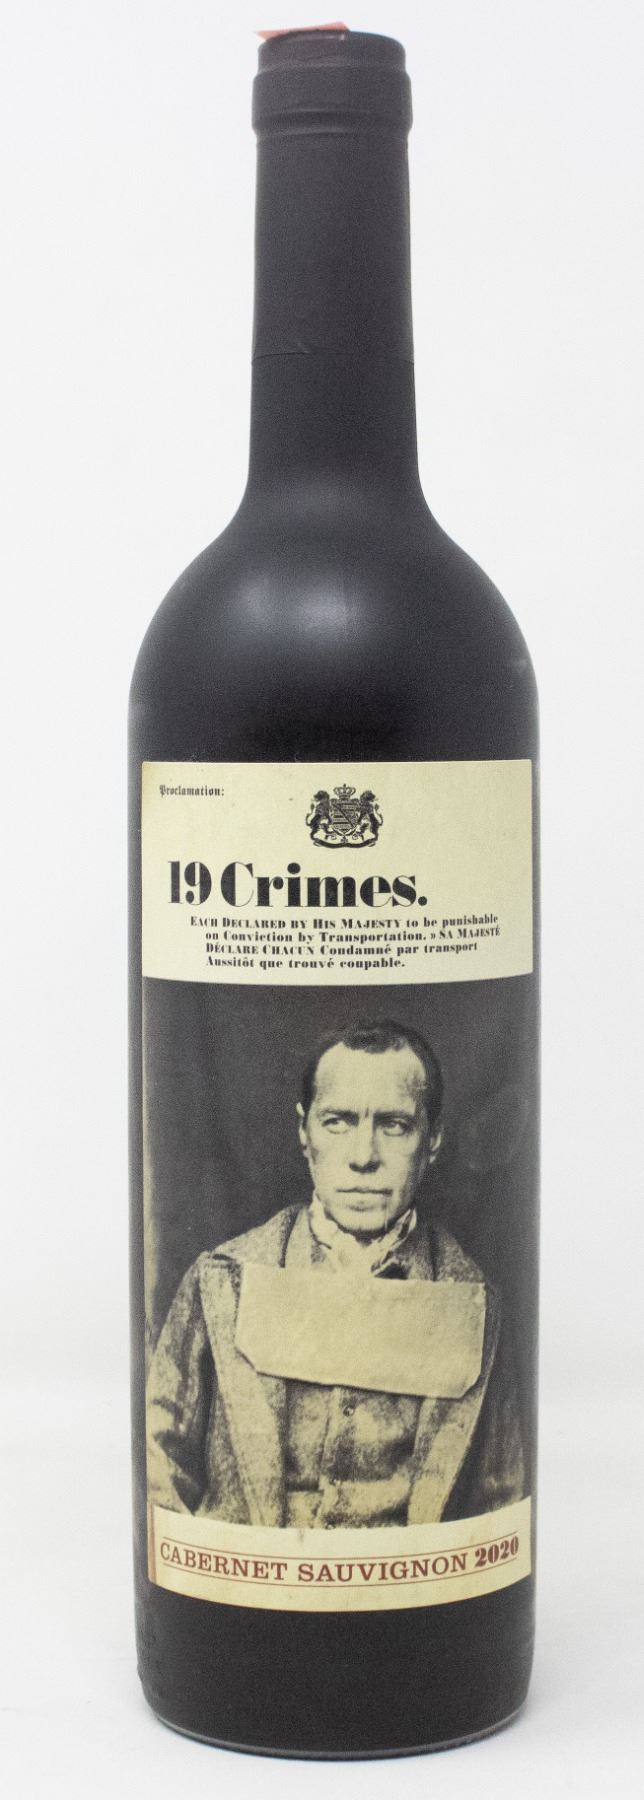 Proclamation:
19 Crimes.
EACH DECLARED BY HIS MAJESTY to be punishable
on Conviction by Transportation. » SA MAJESTÉ
DÉCLARE CHACUN Condamné par transport
Aussitôt que trouvé coupable.
CABERNET SAUVIGNON 2020